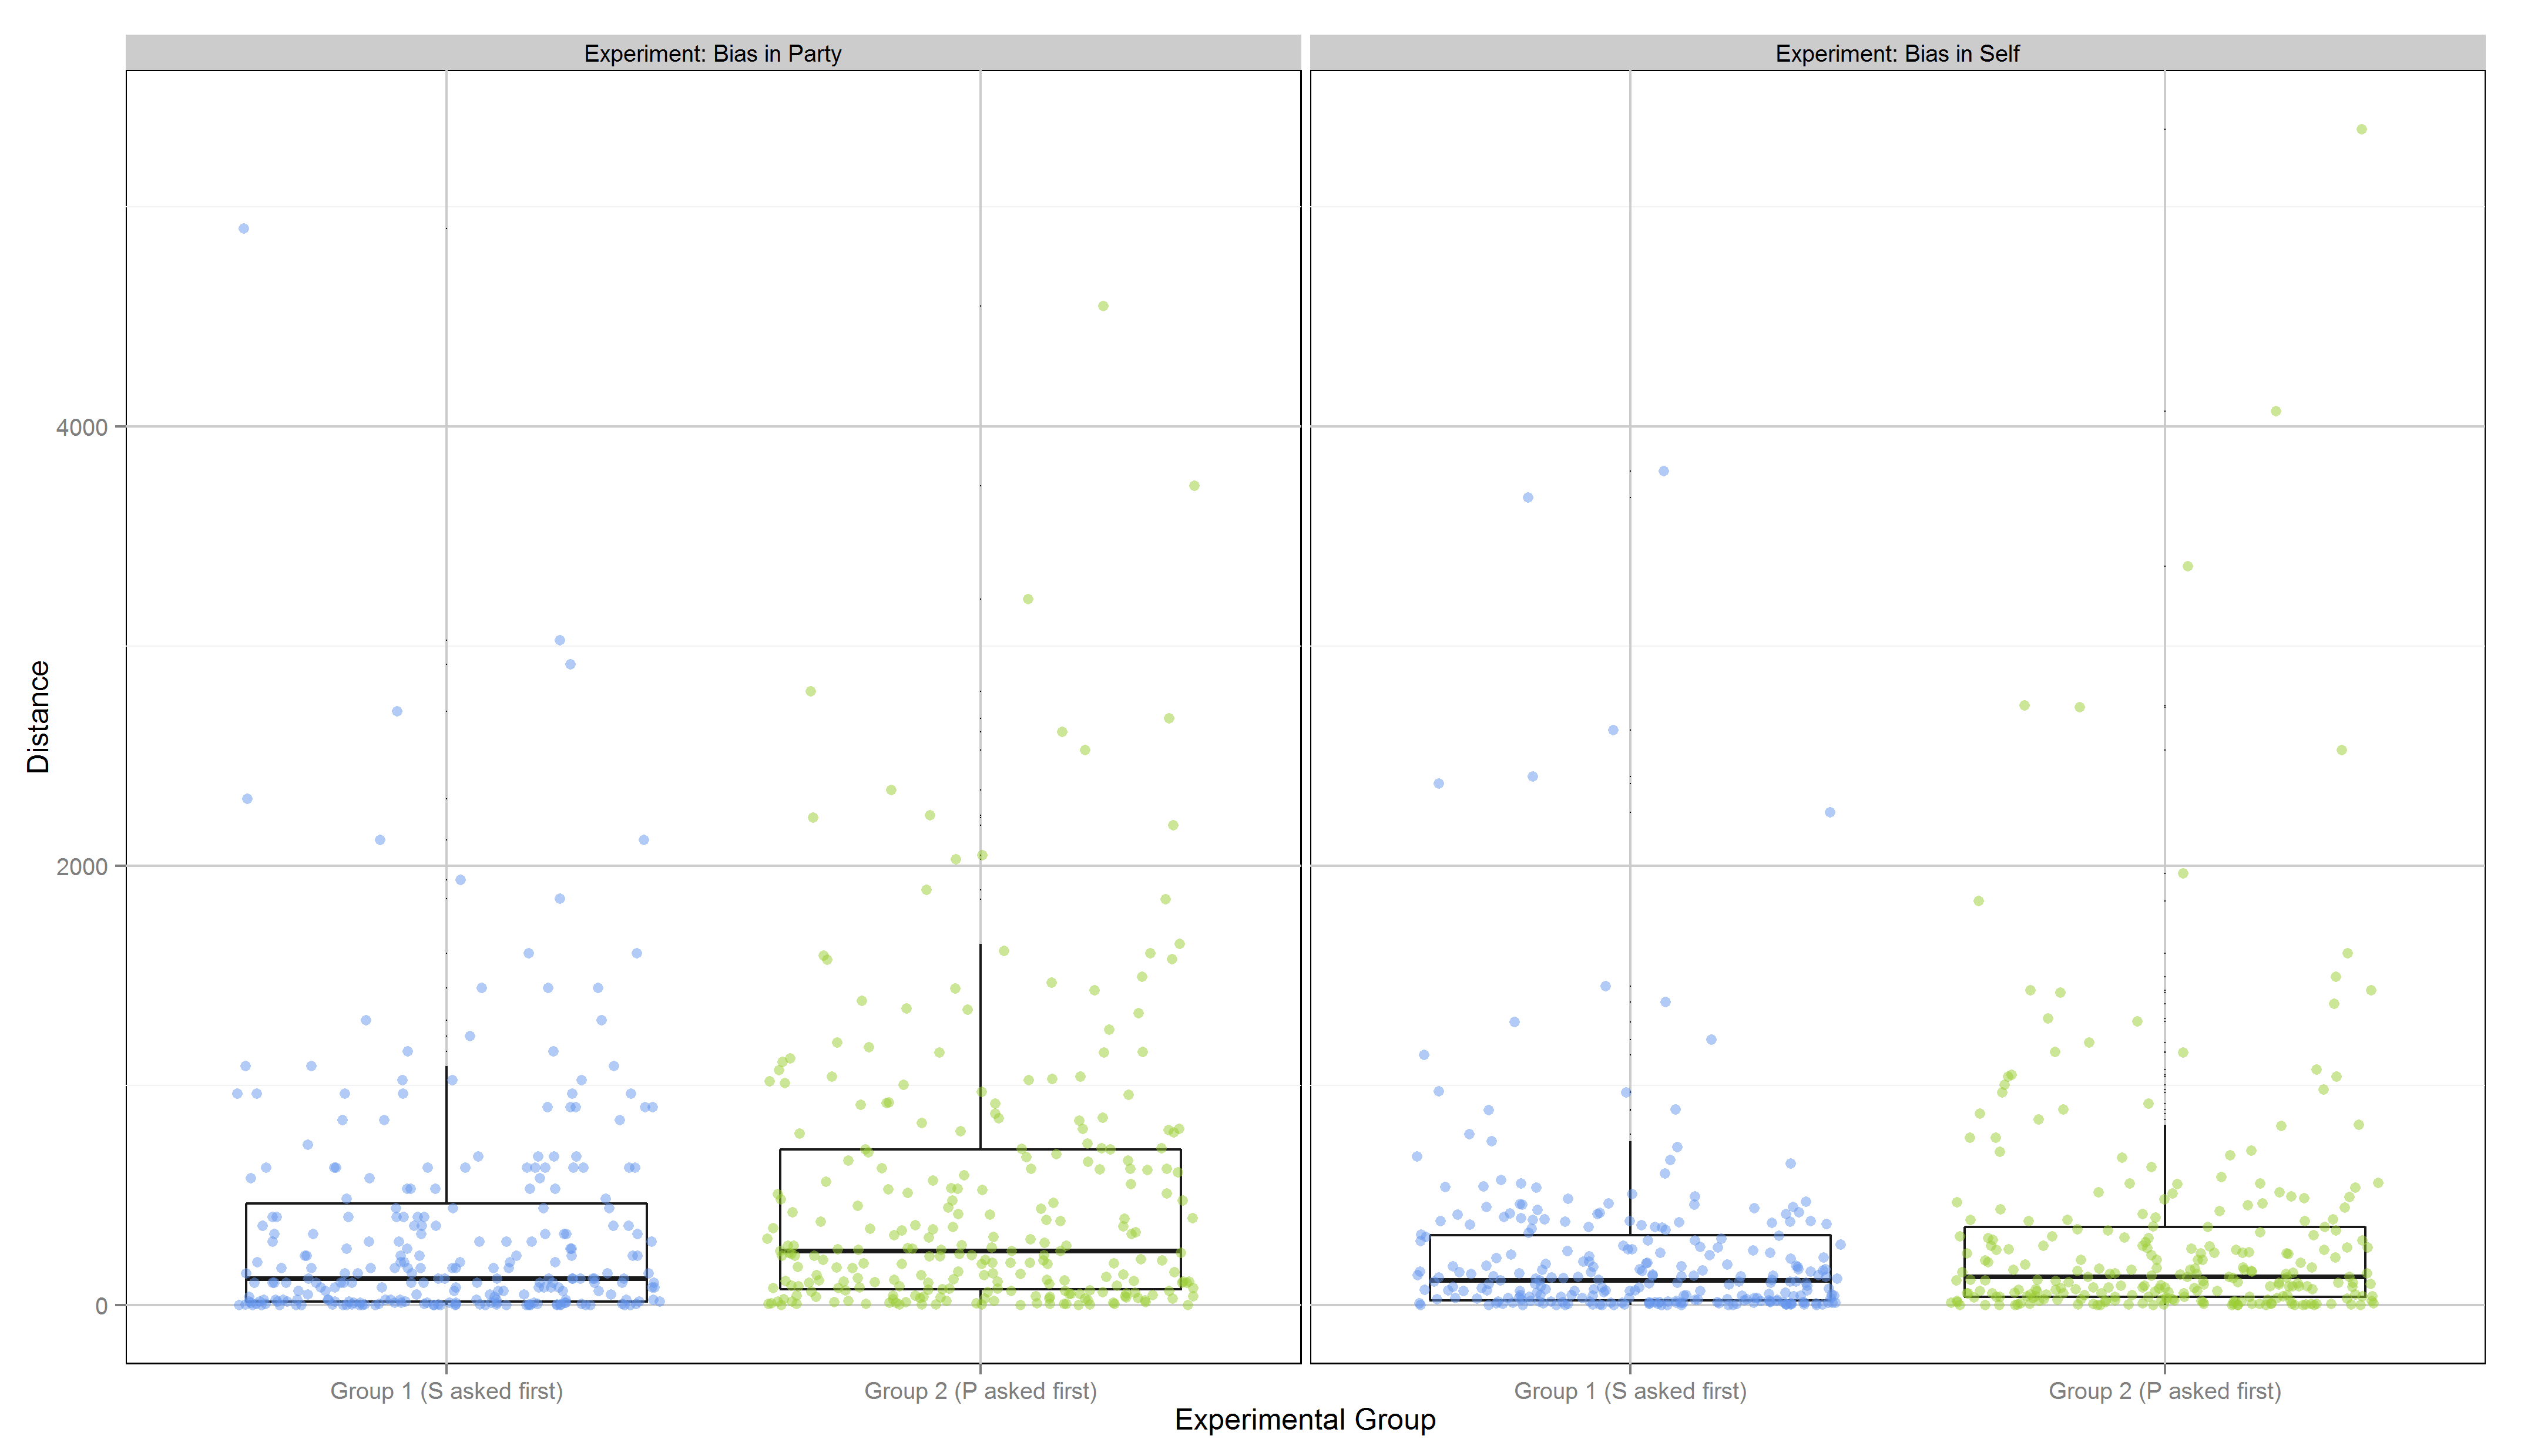 Experiment: Bias in Party
Experiment: Bias in Self
Distance
4000
2000
0
Group 1 (S asked first)
Group 2 (P asked first)
Group 1 (S asked first)
Group 2 (P asked first)
Experimental Group